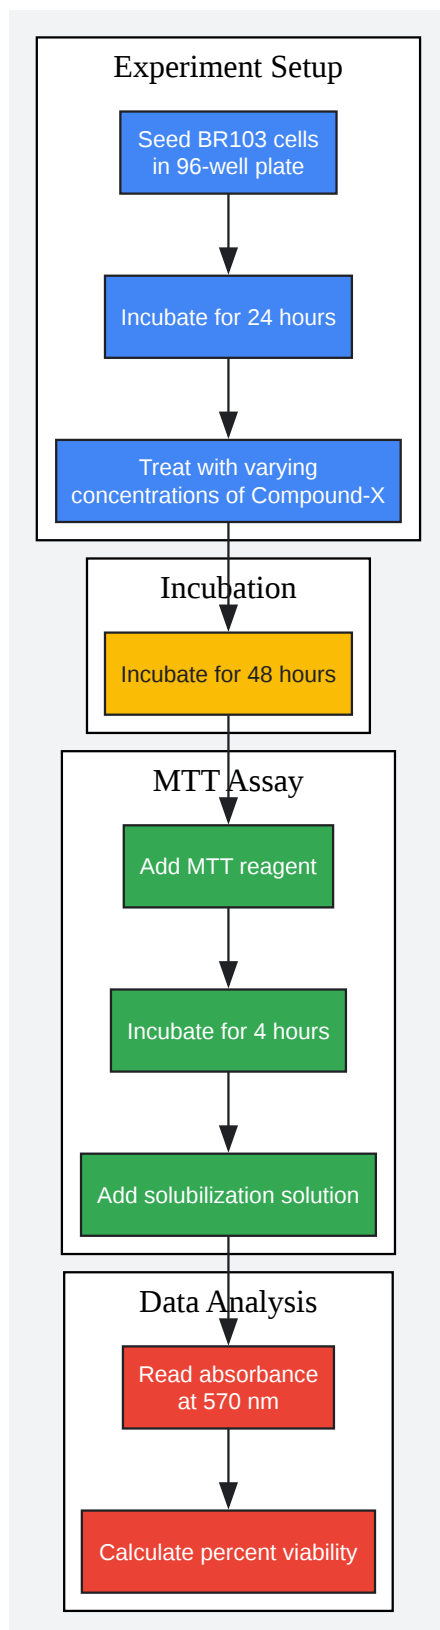 Experiment Setup
Seed BR103 cells
in 96-well plate
Incubate for 24 hours
Treat with varying
concentrations of Compound-X
Incubation
Incubate for 48 hours
MTT Assay
Add MTT reagent
Incubate for 4 hours
Add solubilization solution
Data Analysis
Read absorbance
at 570 nm
Calculate percent viability